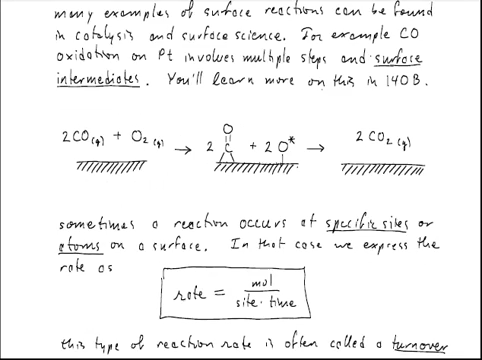 many examples of surface reactions can be found
in catalysis and surface science. For example CO
oxidation on Pt involves multiple steps and surface
intermediates. You'll learn more on this in 140B.
O
2CO(g) + O2(g) → 2 C + 2 O* → 2 CO2(g)
sometimes a reaction occurs at specific sites or
atoms on a surface. In that case we express the
rate as
rate = mol / site · time
this type of reaction rate is often called a turnover